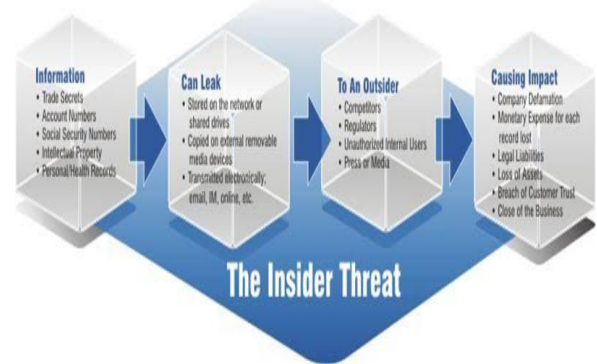 Information
• Trade Secrets
• Account Numbers
• Social Security Numbers
• Intellectual Property
• Personal Health Records
Can Leak
• Stored on the network or
shared drives
• Copied on external removable
media devices
• Transmitted electronically;
email, IM, online, etc.
To An Outsider
• Competitors
• Regulators
• Unauthorized Internal Users
• Press or Media
Causing Impact
• Company Defamation
• Monetary Expense for each
record lost
• Legal Liabilities
• Loss of Assets
• Breach of Customer Trust
• Close of the Business
The Insider Threat